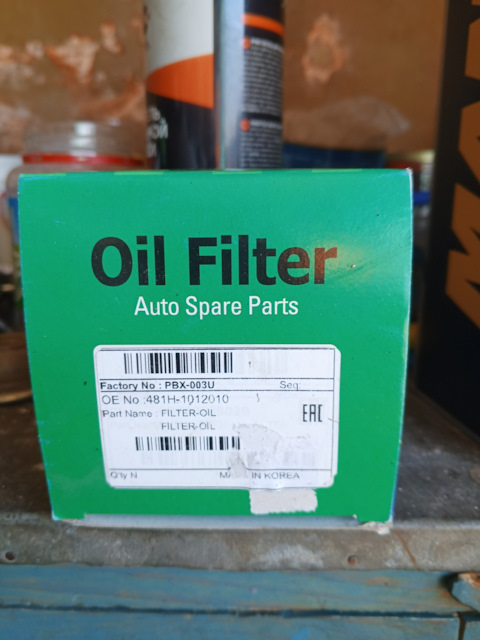 Oil Filter
Auto Spare Parts
Factory No : PBX-003U Seq:
OE No :481H-1012010
Part Name : FILTER-OIL
FILTER-OIL
EAC
Q'ty N IN KOREA